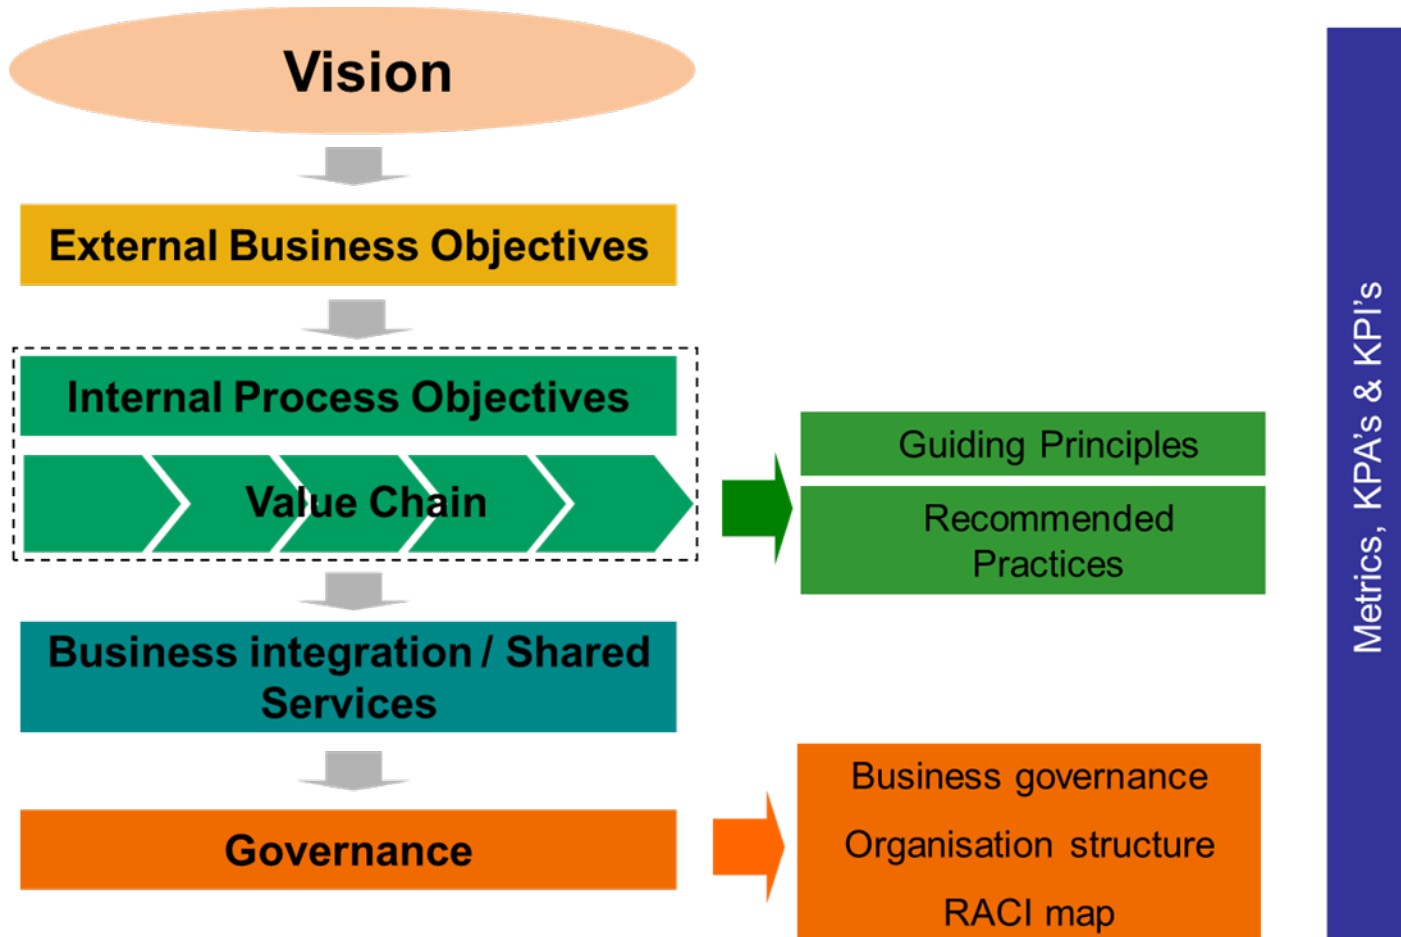 Vision
External Business Objectives
Internal Process Objectives
Value Chain
Guiding Principles
Recommended
Practices
Business integration / Shared
Services
Governance
Business governance
Organisation structure
RACI map
Metrics, KPA's & KPI's